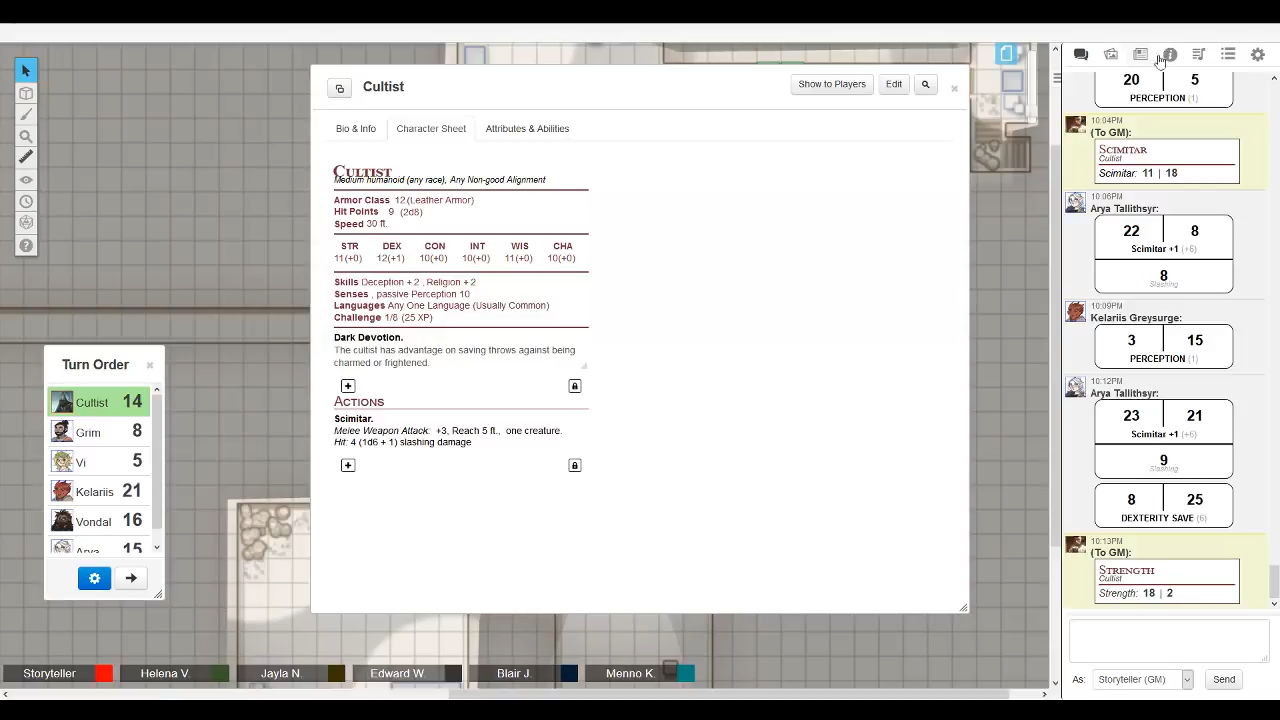 Cultist
Show to Players
Edit
Bio & Info
Character Sheet
Attributes & Abilities
CULTIST
Medium humanoid (any race), Any Non-good Alignment
Armor Class 12 (Leather Armor)
Hit Points 9 (2d8)
Speed 30 ft.
STR DEX CON INT WIS CHA
11(+0) 12(+1) 10(+0) 10(+0) 11(+0) 10(+0)
Skills Deception + 2 , Religion + 2
Senses , passive Perception 10
Languages Any One Language (Usually Common)
Challenge 1/8 (25 XP)
Dark Devotion.
The cultist has advantage on saving throws against being
charmed or frightened.
ACTIONS
Scimitar.
Melee Weapon Attack: +3, Reach 5 ft., one creature.
Hit: 4 (1d6 + 1) slashing damage
Turn Order
Cultist 14
Grim 8
Vi 5
Kelariis 21
Vondal 16
Arya 15
Storyteller
Helena V.
Jayla N.
Edward W.
Blair J.
Menno K.
20 5
PERCEPTION (1)
10:04PM
(To GM):
SCIMITAR
Cultist
Scimitar: 11 | 18
10:06PM
Arya Tallithsyr:
22 8
Scimitar +1 (+6)
8
Slashing
10:09PM
Kelariis Greysurge:
3 15
PERCEPTION (1)
10:12PM
Arya Tallithsyr:
23 21
Scimitar +1 (+6)
9
Slashing
8 25
DEXTERITY SAVE (6)
10:13PM
(To GM):
STRENGTH
Cultist
Strength: 18 | 2
As:
Storyteller (GM)
Send